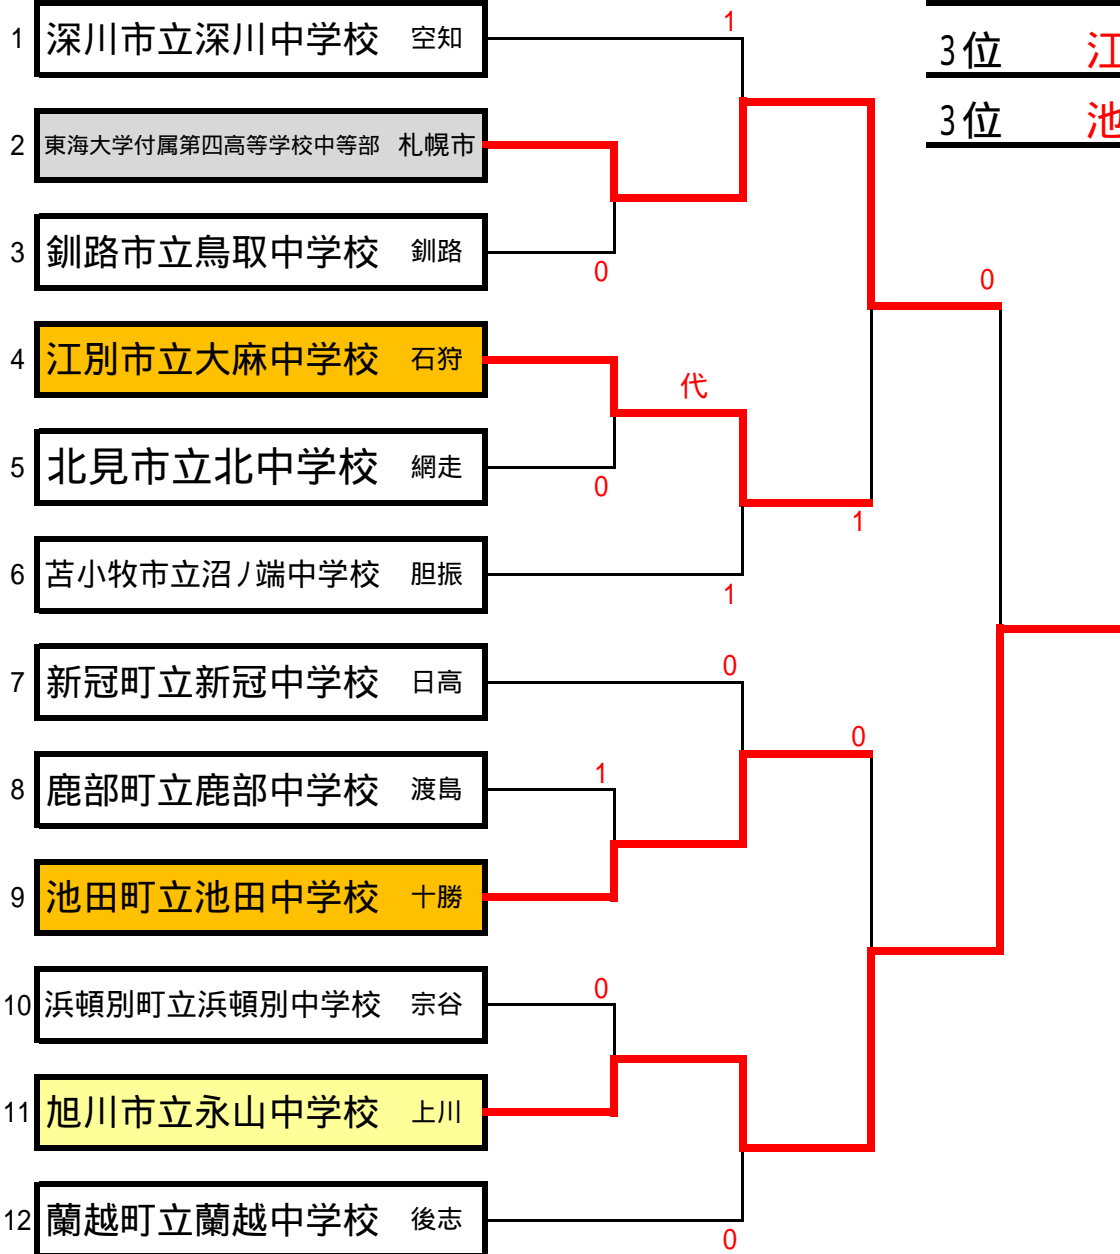 1 深川市立深川中学校 空知
1
3位 江
2 東海大学付属第四高等学校中等部 札幌市
3位 池
3 釧路市立鳥取中学校 釧路
0
0
4 江別市立大麻中学校 石狩
代
5 北見市立北中学校 網走
0
1
6 苫小牧市立沼ノ端中学校 胆振
1
7 新冠町立新冠中学校 日高
0
0
8 鹿部町立鹿部中学校 渡島
1
9 池田町立池田中学校 十勝
10 浜頓別町立浜頓別中学校 宗谷
0
11 旭川市立永山中学校 上川
12 蘭越町立蘭越中学校 後志
0